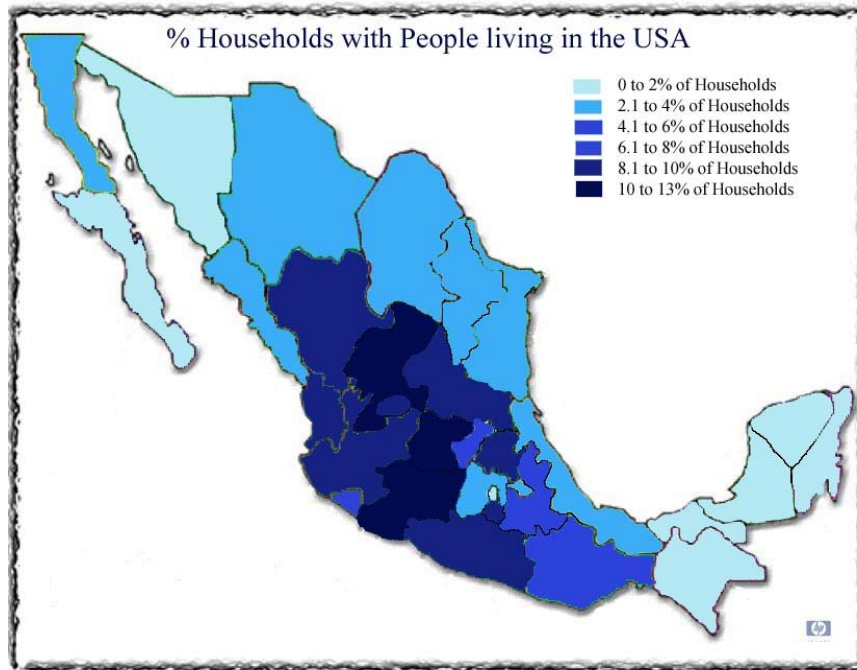 % Households with People living in the USA
0 to 2% of Households
2.1 to 4% of Households
4.1 to 6% of Households
6.1 to 8% of Households
8.1 to 10% of Households
10 to 13% of Households
hp